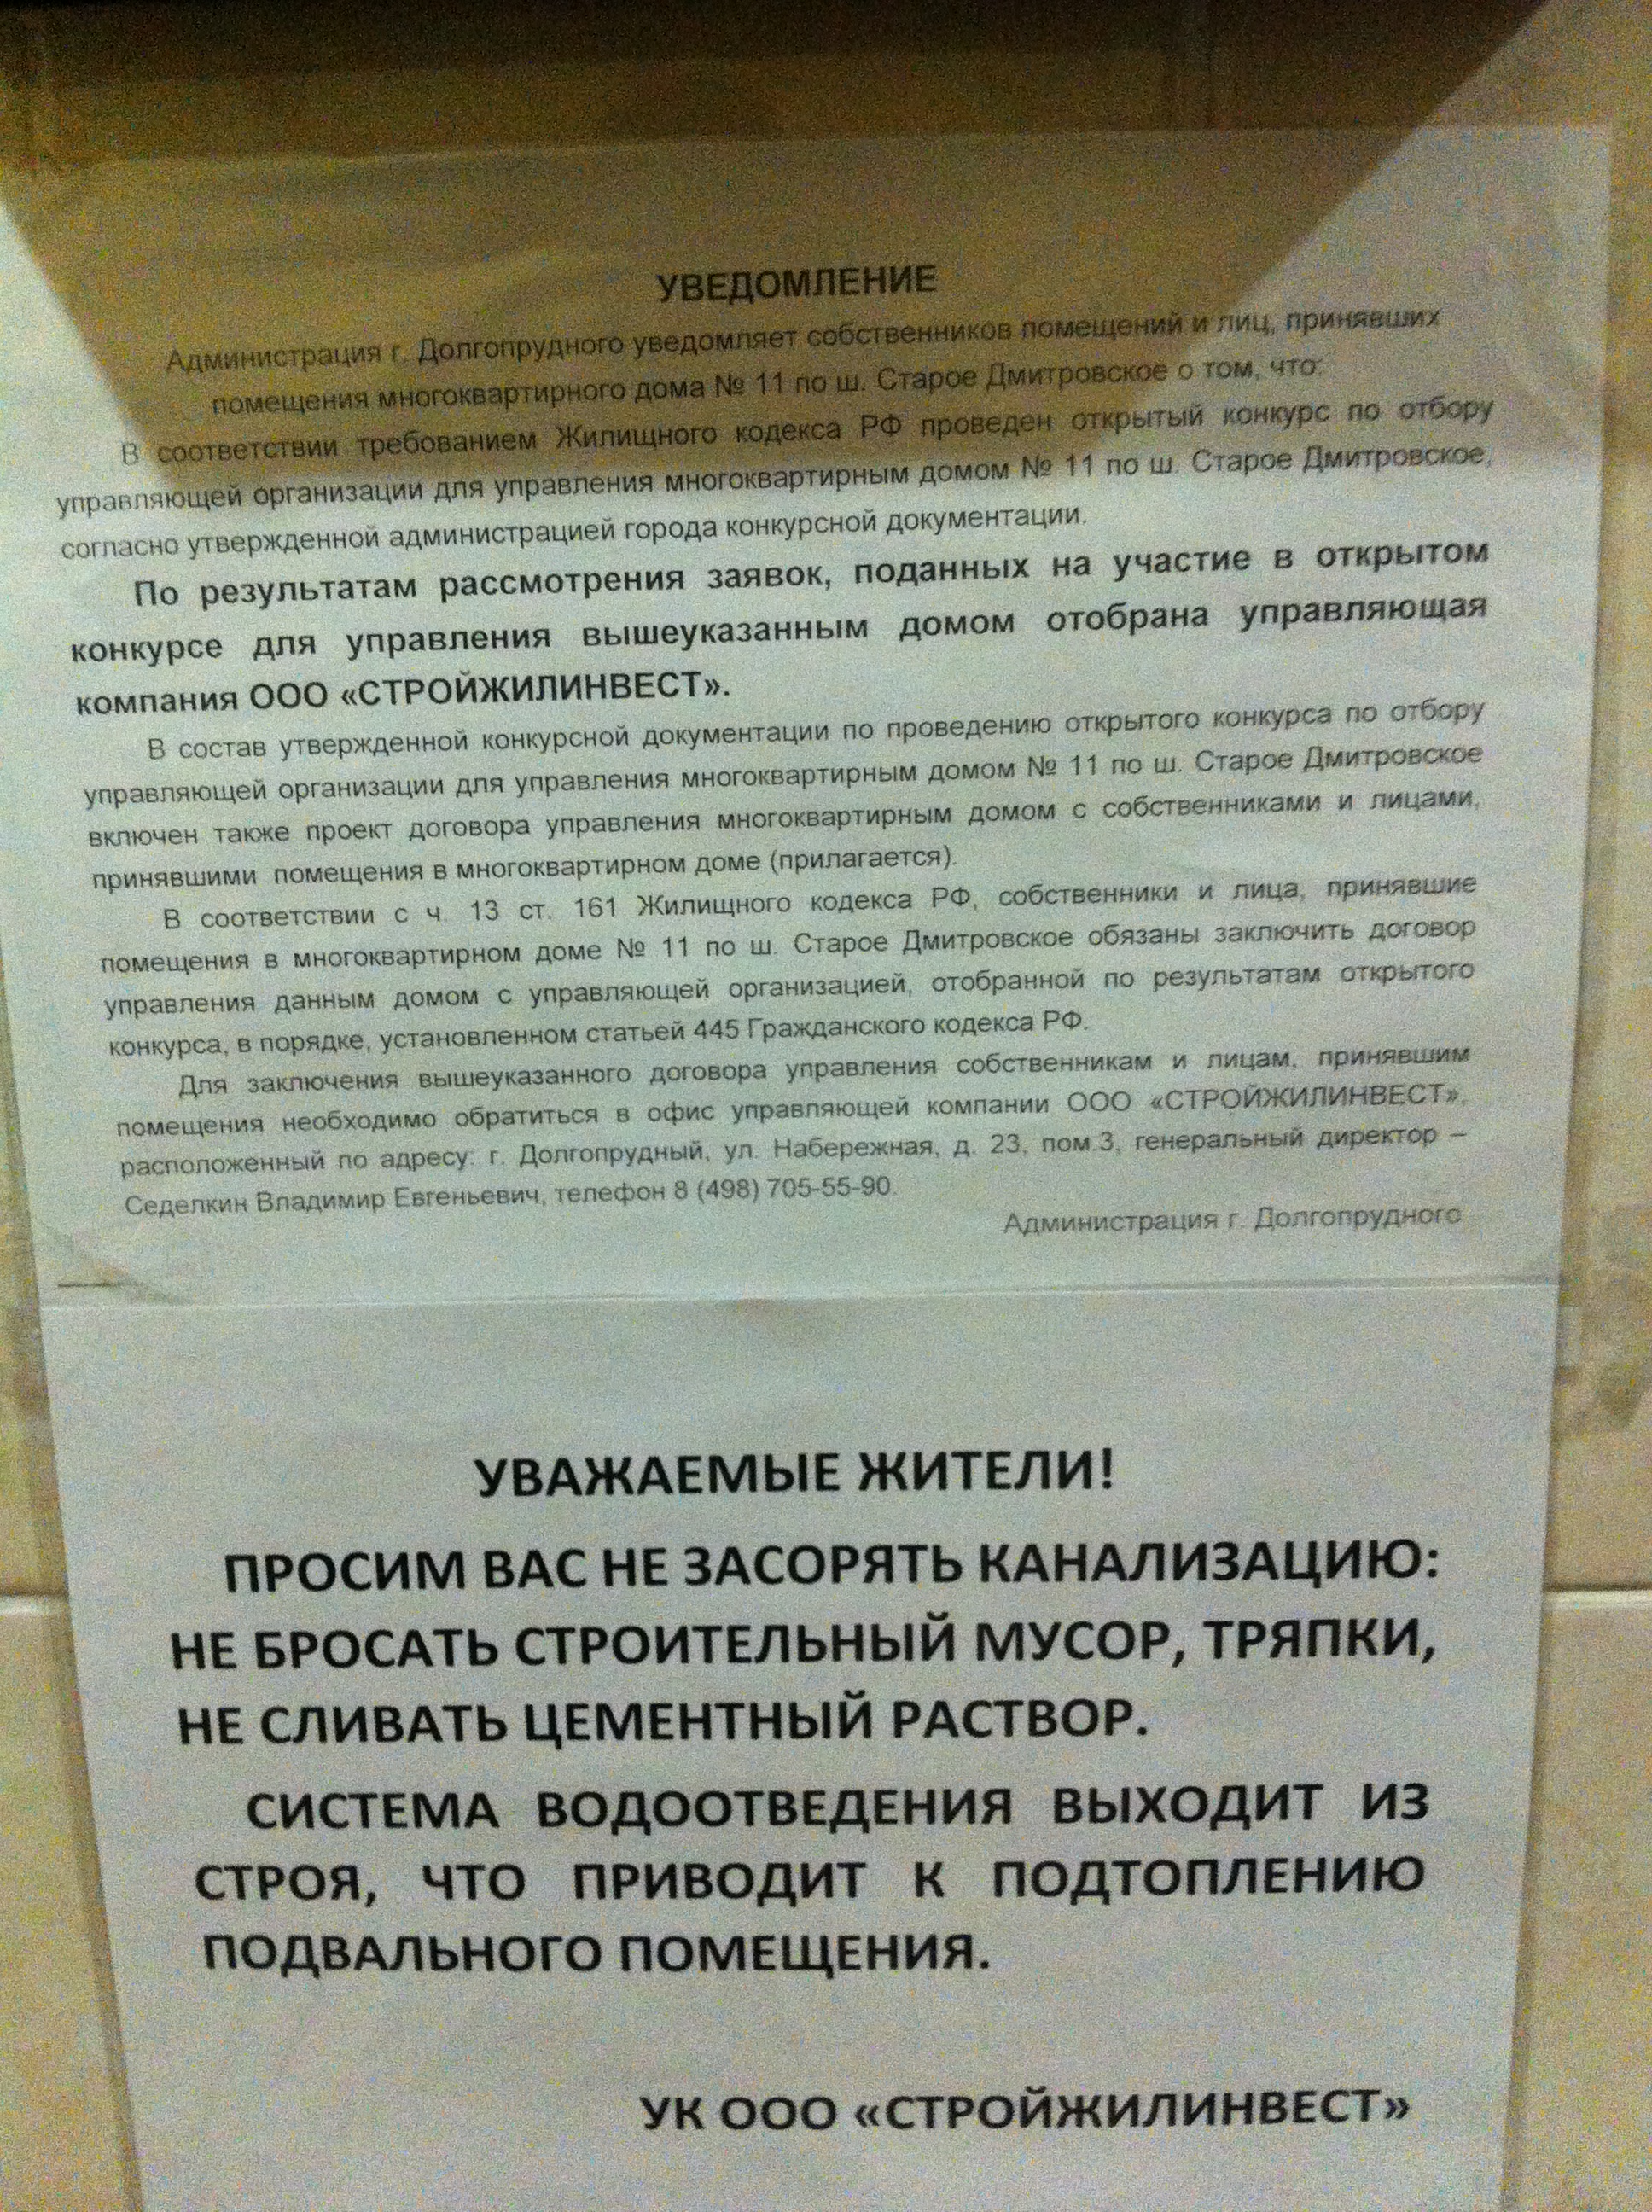 УВЕДОМЛЕНИЕ
Администрация г. Долгопрудного уведомляет собственников помещений и лиц, принявших
помещения многоквартирного дома № 11 по ш. Старое Дмитровское о том, что:
В соответствии требованием Жилищного кодекса РФ проведен открытый конкурс по отбору
управляющей организации для управления многоквартирным домом № 11 по ш. Старое Дмитровское,
согласно утвержденной администрацией города конкурсной документации.
По результатам рассмотрения заявок, поданных на участие в открытом
конкурсе для управления вышеуказанным домом отобрана управляющая
компания ООО «СТРОЙЖИЛИНВЕСТ».
В состав утвержденной конкурсной документации по проведению открытого конкурса по отбору
управляющей организации для управления многоквартирным домом № 11 по ш. Старое Дмитровское
включен также проект договора управления многоквартирным домом с собственниками и лицами,
принявшими помещения в многоквартирном доме (прилагается).
В соответствии с ч. 13 ст. 161 Жилищного кодекса РФ, собственники и лица, принявшие
помещения в многоквартирном доме № 11 по ш. Старое Дмитровское обязаны заключить договор
управления данным домом с управляющей организацией, отобранной по результатам открытого
конкурса, в порядке, установленном статьей 445 Гражданского кодекса РФ.
Для заключения вышеуказанного договора управления собственникам и лицам, принявшим
помещения необходимо обратиться в офис управляющей компании ООО «СТРОЙЖИЛИНВЕСТ»,
расположенный по адресу: г. Долгопрудный, ул. Набережная, д. 23, пом.3, генеральный директор –
Седелкин Владимир Евгеньевич, телефон 8 (498) 705-55-90.
Администрация г. Долгопрудного
УВАЖАЕМЫЕ ЖИТЕЛИ!
ПРОСИМ ВАС НЕ ЗАСОРЯТЬ КАНАЛИЗАЦИЮ:
НЕ БРОСАТЬ СТРОИТЕЛЬНЫЙ МУСОР, ТРЯПКИ,
НЕ СЛИВАТЬ ЦЕМЕНТНЫЙ РАСТВОР.
СИСТЕМА ВОДООТВЕДЕНИЯ ВЫХОДИТ ИЗ
СТРОЯ, ЧТО ПРИВОДИТ К ПОДТОПЛЕНИЮ
ПОДВАЛЬНОГО ПОМЕЩЕНИЯ.
УК ООО «СТРОЙЖИЛИНВЕСТ»